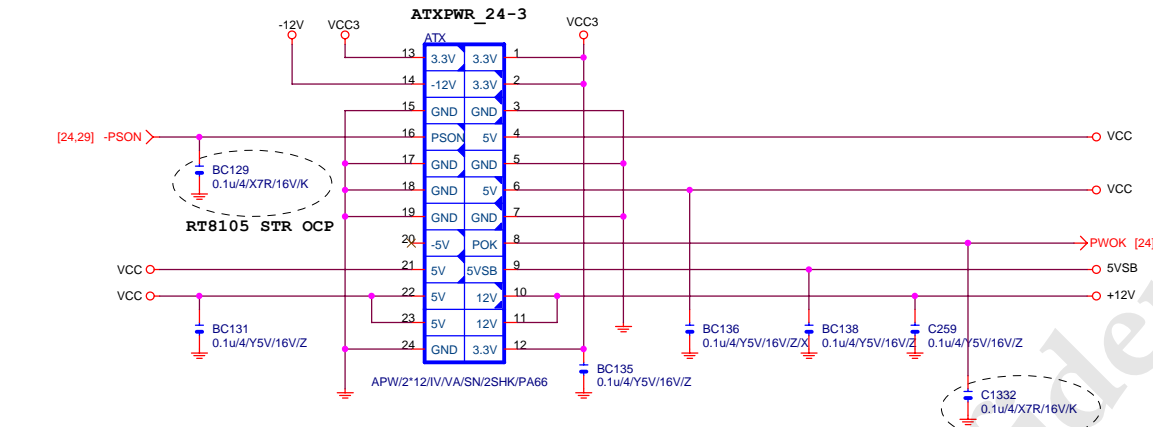 ATXPWR_24-3
-12V
VCC3
VCC3
ATX
13 3.3V 3.3V 1
14 -12V 3.3V 2
15 GND GND 3
[24,29] -PSON 16 PSON 5V 4 VCC
17 GND GND 5
BC129
0.1u/4/X7R/16V/K
18 GND 5V 6 VCC
19 GND GND 7
RT8105 STR OCP
20 -5V POK 8 PWOK [24]
VCC 21 5V 5VSB 9 5VSB
VCC 22 5V 12V 10 +12V
23 5V 12V 11
BC131
0.1u/4/Y5V/16V/Z
BC136
0.1u/4/Y5V/16V/Z/X
BC138
0.1u/4/Y5V/16V/Z
C259
0.1u/4/Y5V/16V/Z
24 GND 3.3V 12
BC135
0.1u/4/Y5V/16V/Z
APW/2*12/IV/VA/SN/2SHK/PA66
C1332
0.1u/4/X7R/16V/K